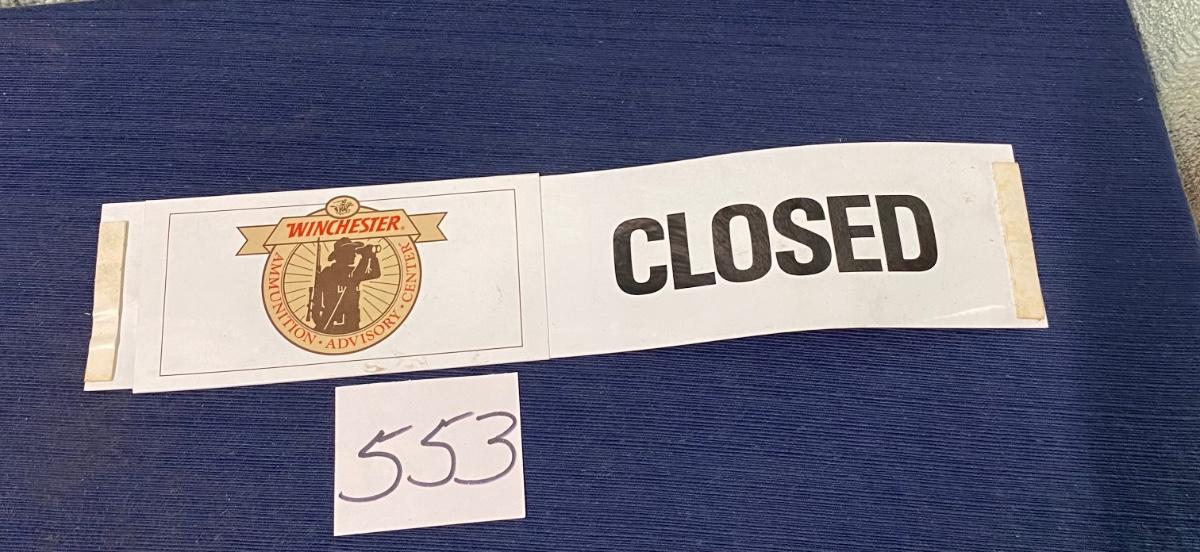 WINCHESTER®
AMMUNITION · ADVISORY · CENTER
CLOSED
553